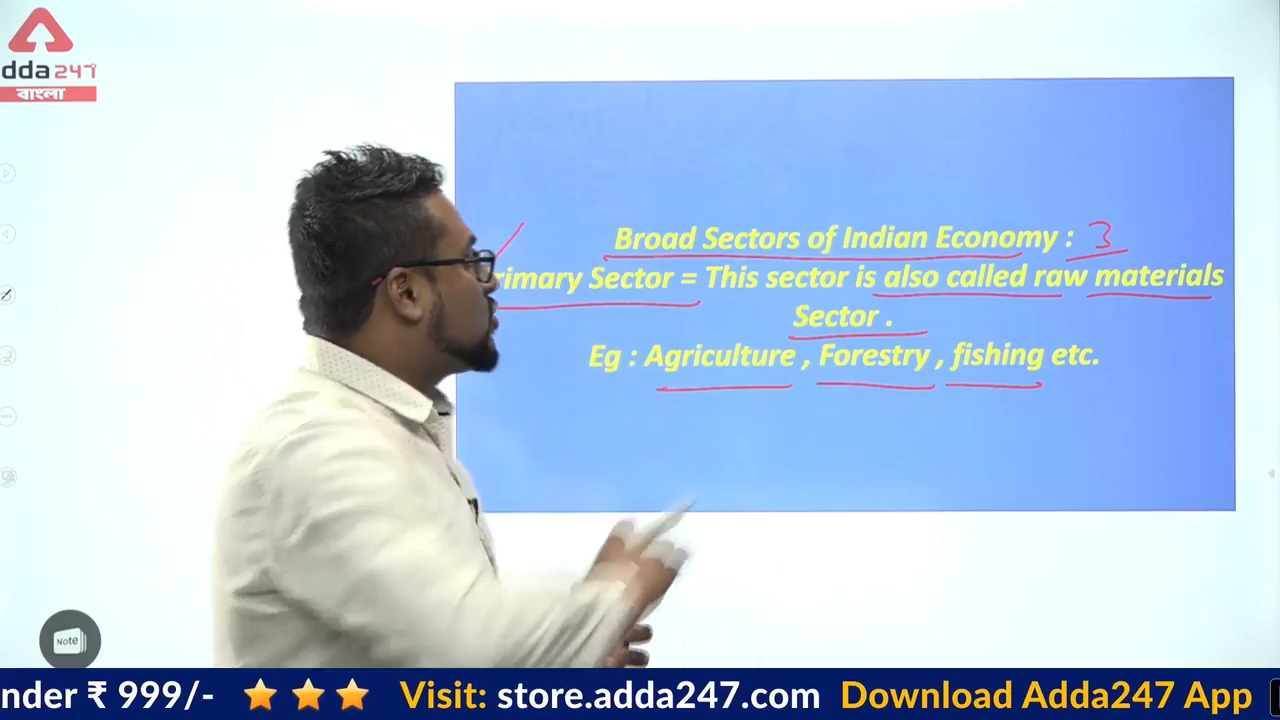 dda247
বাংলা
Broad Sectors of Indian Economy : 3
rimary Sector = This sector is also called raw materials
Sector .
Eg : Agriculture , Forestry , fishing etc.
Note
nder ₹ 999/- Visit: store.adda247.com Download Adda247 App